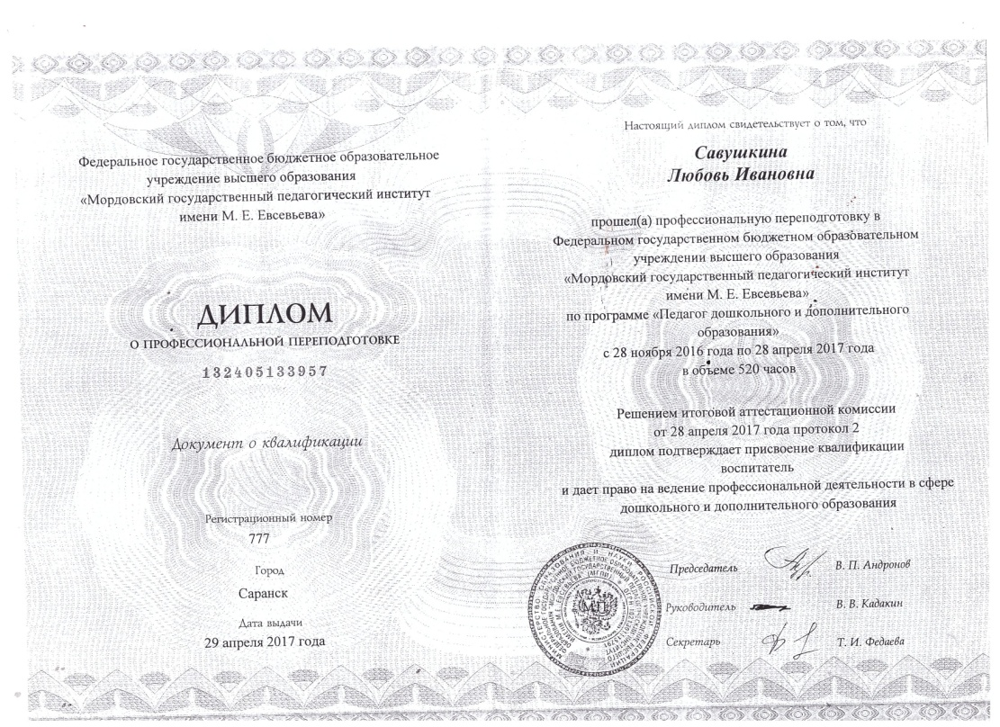 Федеральное государственное бюджетное образовательное
учреждение высшего образования
«Мордовский государственный педагогический институт
имени М. Е. Евсевьева»
ДИПЛОМ
О ПРОФЕССИОНАЛЬНОЙ ПЕРЕПОДГОТОВКЕ
132405133957
Документ о квалификации
Регистрационный номер
777
Город
Саранск
Дата выдачи
29 апреля 2017 года
Настоящий диплом свидетельствует о том, что
Савушкина
Любовь Ивановна
прошел(а) профессиональную переподготовку в
Федеральном государственном бюджетном образовательном
учреждении высшего образования
«Мордовский государственный педагогический институт
имени М. Е. Евсевьева»
по программе «Педагог дошкольного и дополнительного
образования»
с 28 ноября 2016 года по 28 апреля 2017 года
в объеме 520 часов
Решением итоговой аттестационной комиссии
от 28 апреля 2017 года протокол 2
диплом подтверждает присвоение квалификации
воспитатель
и дает право на ведение профессиональной деятельности в сфере
дошкольного и дополнительного образования
МИНИСТЕРСТВО ОБРАЗОВАНИЯ И НАУКИ РОССИЙСКОЙ ФЕДЕРАЦИИ
М.П.
Председатель В. П. Андронов
Руководитель В. В. Кадакин
Секретарь Т. И. Федаева